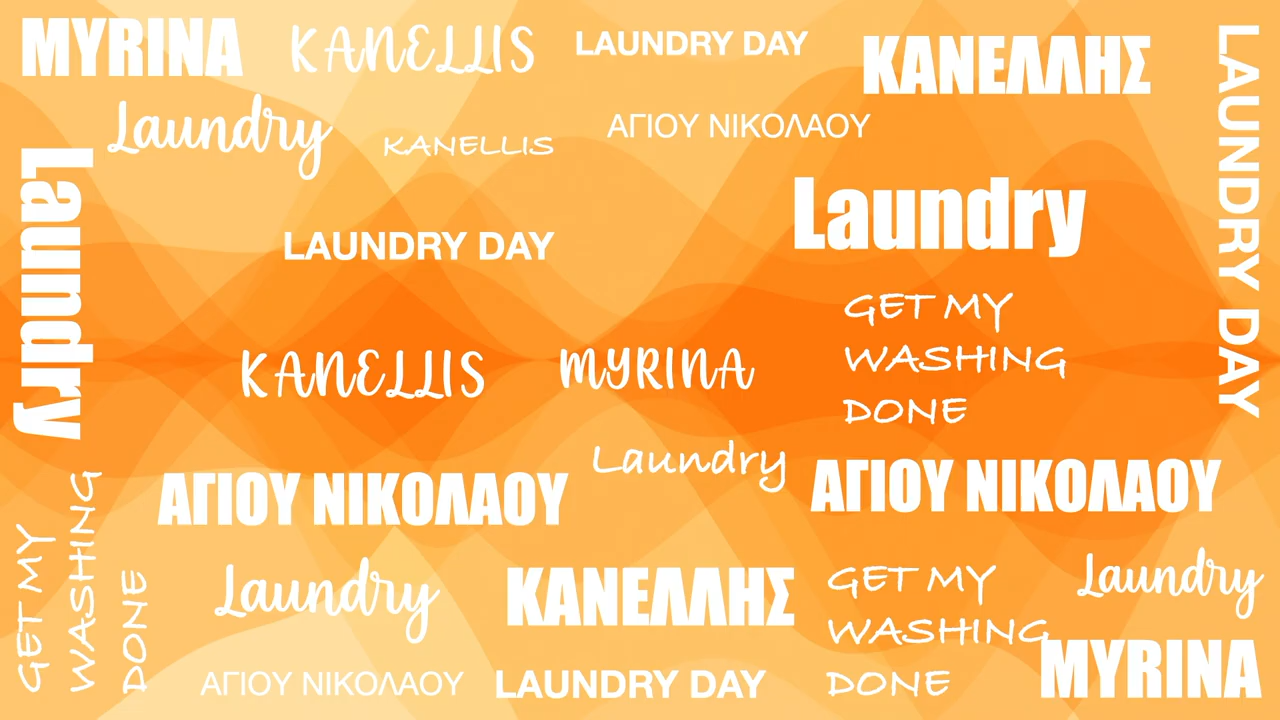 MYRINA
KANELLIS
LAUNDRY DAY
ΚΑΝΕΛΛΗΣ
LAUNDRY DAY
Laundry
KANELLIS
ΑΓΙΟΥ ΝΙΚΟΛΑΟΥ
Laundry
Laundry
LAUNDRY DAY
GET MY
WASHING
DONE
KANELLIS
MYRINA
Laundry
ΑΓΙΟΥ ΝΙΚΟΛΑΟΥ
ΑΓΙΟΥ ΝΙΚΟΛΑΟΥ
GET MY
WASHING
DONE
Laundry
ΚΑΝΕΛΛΗΣ
GET MY
WASHING
DONE
Laundry
MYRINA
ΑΓΙΟΥ ΝΙΚΟΛΑΟΥ
LAUNDRY DAY